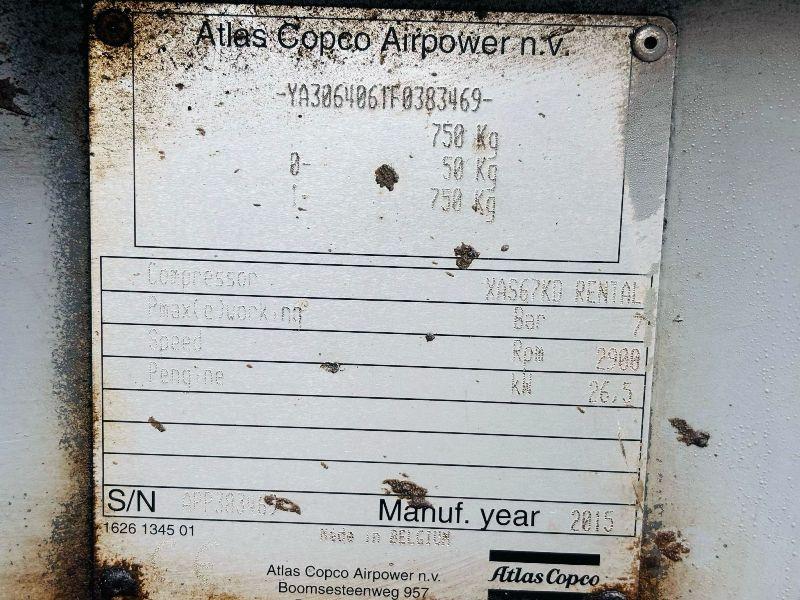 Atlas Copco Airpower n.v.
-YA3064061F0383469-
750 Kg
0- 50 Kg
1- 750 Kg
Compressor XAS67KD RENTAL
Pmax(e)working Bar 7
Speed Rpm 2900
Pengine kW 26,5
S/N APP383469 Manuf. year 2015
1626 1345 01
Made in BELGIUM
Atlas Copco Airpower n.v.
Boomsesteenweg 957
Atlas Copco